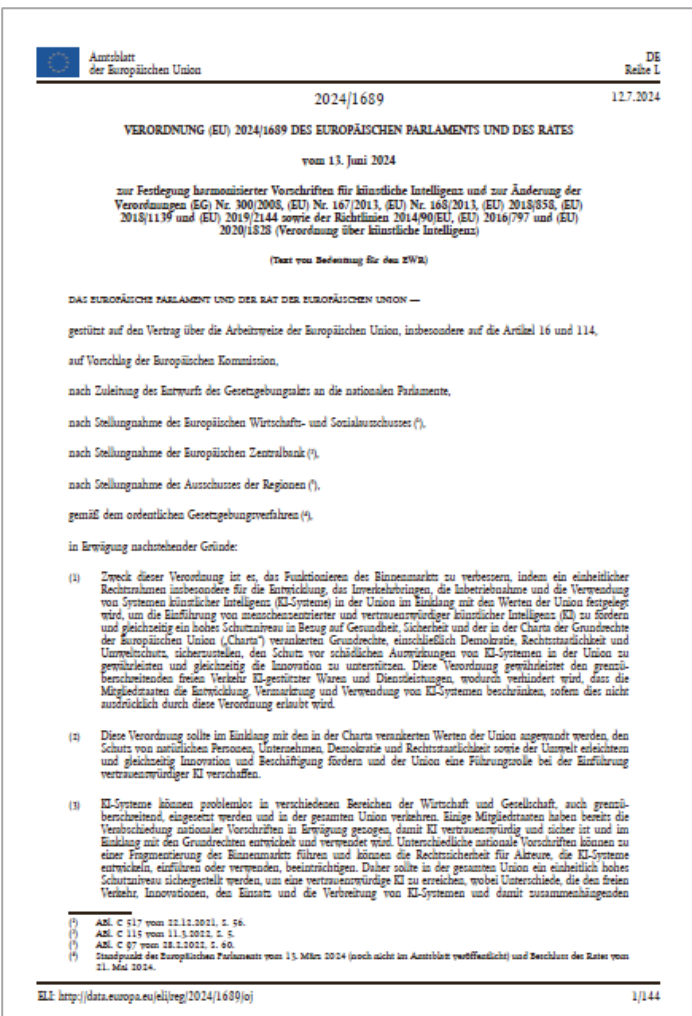 Amtsblatt
der Europäischen Union
DE
Reihe L
2024/1689
12.7.2024
VERORDNUNG (EU) 2024/1689 DES EUROPÄISCHEN PARLAMENTS UND DES RATES
vom 13. Juni 2024
zur Festlegung harmonisierter Vorschriften für künstliche Intelligenz und zur Änderung der
Verordnungen (EG) Nr. 300/2008, (EU) Nr. 167/2013, (EU) Nr. 168/2013, (EU) 2018/858, (EU)
2018/1139 und (EU) 2019/2144 sowie der Richtlinien 2014/90/EU, (EU) 2016/797 und (EU)
2020/1828 (Verordnung über künstliche Intelligenz)
(Text von Bedeutung für den EWR)
DAS EUROPÄISCHE PARLAMENT UND DER RAT DER EUROPÄISCHEN UNION —
gestützt auf den Vertrag über die Arbeitsweise der Europäischen Union, insbesondere auf die Artikel 16 und 114,
auf Vorschlag der Europäischen Kommission,
nach Zuleitung des Entwurfs des Gesetzgebungsakts an die nationalen Parlamente,
nach Stellungnahme des Europäischen Wirtschafts- und Sozialausschusses (¹),
nach Stellungnahme der Europäischen Zentralbank (²),
nach Stellungnahme des Ausschusses der Regionen (³),
gemäß dem ordentlichen Gesetzgebungsverfahren (⁴),
in Erwägung nachstehender Gründe:
(1) Zweck dieser Verordnung ist es, das Funktionieren des Binnenmarkts zu verbessern, indem ein einheitlicher
Rechtsrahmen insbesondere für die Entwicklung, das Inverkehrbringen, die Inbetriebnahme und die Verwendung
von Systemen künstlicher Intelligenz (KI-Systeme) in der Union im Einklang mit den Werten der Union festgelegt
wird, um die Einführung von menschenzentrierter und vertrauenswürdiger künstlicher Intelligenz (KI) zu fördern
und gleichzeitig ein hohes Schutzniveau in Bezug auf Gesundheit, Sicherheit und der in der Charta der Grundrechte
der Europäischen Union („Charta“) verankerten Grundrechte, einschließlich Demokratie, Rechtsstaatlichkeit und
Umweltschutz, sicherzustellen, den Schutz vor schädlichen Auswirkungen von KI-Systemen in der Union zu
gewährleisten und gleichzeitig die Innovation zu unterstützen. Diese Verordnung gewährleistet den grenzü-
berschreitenden freien Verkehr KI-gestützter Waren und Dienstleistungen, wodurch verhindert wird, dass die
Mitgliedstaaten die Entwicklung, Vermarktung und Verwendung von KI-Systemen beschränken, sofern dies nicht
ausdrücklich durch diese Verordnung erlaubt wird.
(2) Diese Verordnung sollte im Einklang mit den in der Charta verankerten Werten der Union angewandt werden, den
Schutz von natürlichen Personen, Unternehmen, Demokratie und Rechtsstaatlichkeit sowie der Umwelt erleichtern
und gleichzeitig Innovation und Beschäftigung fördern und der Union eine Führungsrolle bei der Einführung
vertrauenswürdiger KI verschaffen.
(3) KI-Systeme können problemlos in verschiedenen Bereichen der Wirtschaft und Gesellschaft, auch grenzü-
berschreitend, eingesetzt werden und in der gesamten Union verkehren. Einige Mitgliedstaaten haben bereits die
Verabschiedung nationaler Vorschriften in Erwägung gezogen, damit KI vertrauenswürdig und sicher ist und im
Einklang mit den Grundrechten entwickelt und verwendet wird. Unterschiedliche nationale Vorschriften können zu
einer Fragmentierung des Binnenmarkts führen und können die Rechtssicherheit für Akteure, die KI-Systeme
entwickeln, einführen oder verwenden, beeinträchtigen. Daher sollte in der gesamten Union ein einheitlich hohes
Schutzniveau sichergestellt werden, um eine vertrauenswürdige KI zu erreichen, wobei Unterschiede, die den freien
Verkehr, Innovationen, den Einsatz und die Verbreitung von KI-Systemen und damit zusammenhängenden
(¹) ABl. C 517 vom 22.12.2021, S. 56.
(²) ABl. C 115 vom 11.3.2022, S. 5.
(³) ABl. C 97 vom 28.2.2022, S. 60.
(⁴) Standpunkt des Europäischen Parlaments vom 13. März 2024 (noch nicht im Amtsblatt veröffentlicht) und Beschluss des Rates vom
21. Mai 2024.
ELI: http://data.europa.eu/eli/reg/2024/1689/oj
1/144